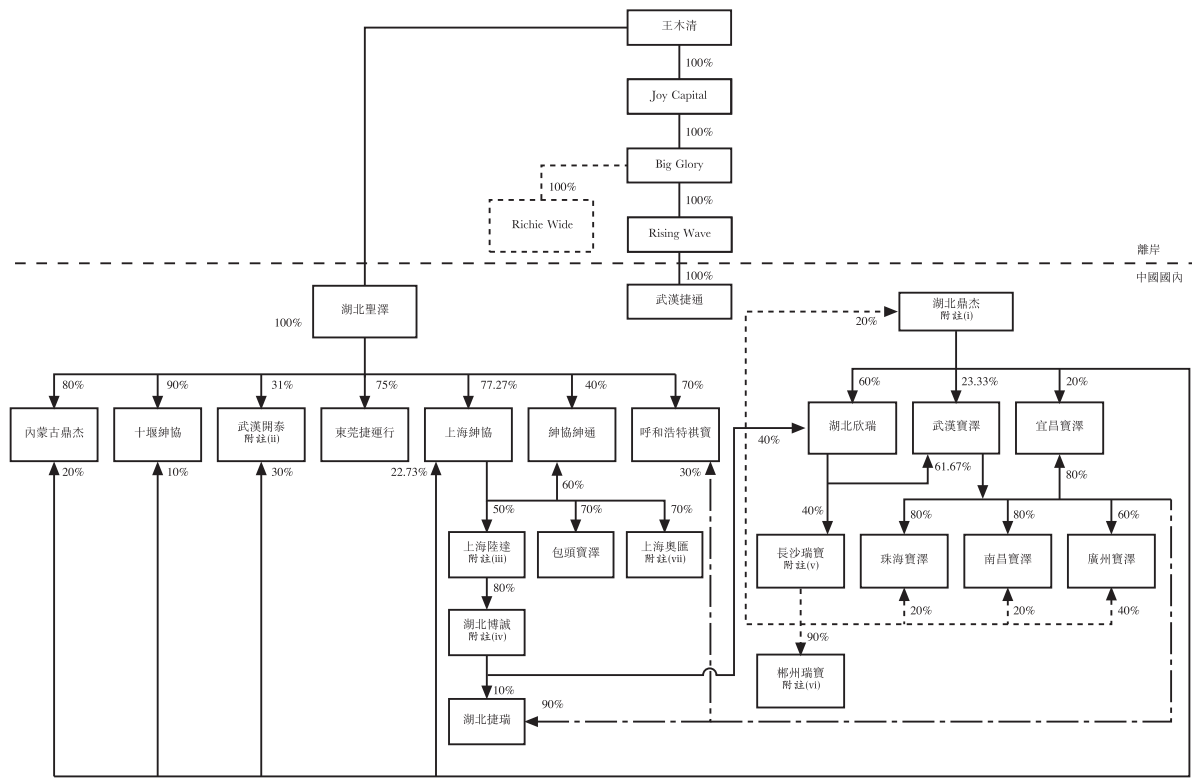 王木清
100%
Joy Capital
100%
Big Glory
100%
100%
Richie Wide
Rising Wave
離岸
100%
中國國內
湖北聖澤
武漢捷通
湖北鼎杰
附註(i)
100%
20%
80%
90%
31%
75%
77.27%
40%
70%
60%
23.33%
20%
內蒙古鼎杰
十堰紳協
武漢開泰
附註(ii)
東莞捷運行
上海紳協
紳協紳通
呼和浩特祺寶
湖北欣瑞
武漢寶澤
宜昌寶澤
40%
20%
10%
30%
22.73%
30%
61.67%
80%
60%
50%
70%
70%
40%
80%
80%
60%
上海陸達
附註(iii)
包頭寶澤
上海奧匯
附註(vii)
長沙瑞寶
附註(v)
珠海寶澤
南昌寶澤
廣州寶澤
80%
20%
20%
40%
湖北博誠
附註(iv)
90%
郴州瑞寶
附註(vi)
10%
90%
湖北捷瑞